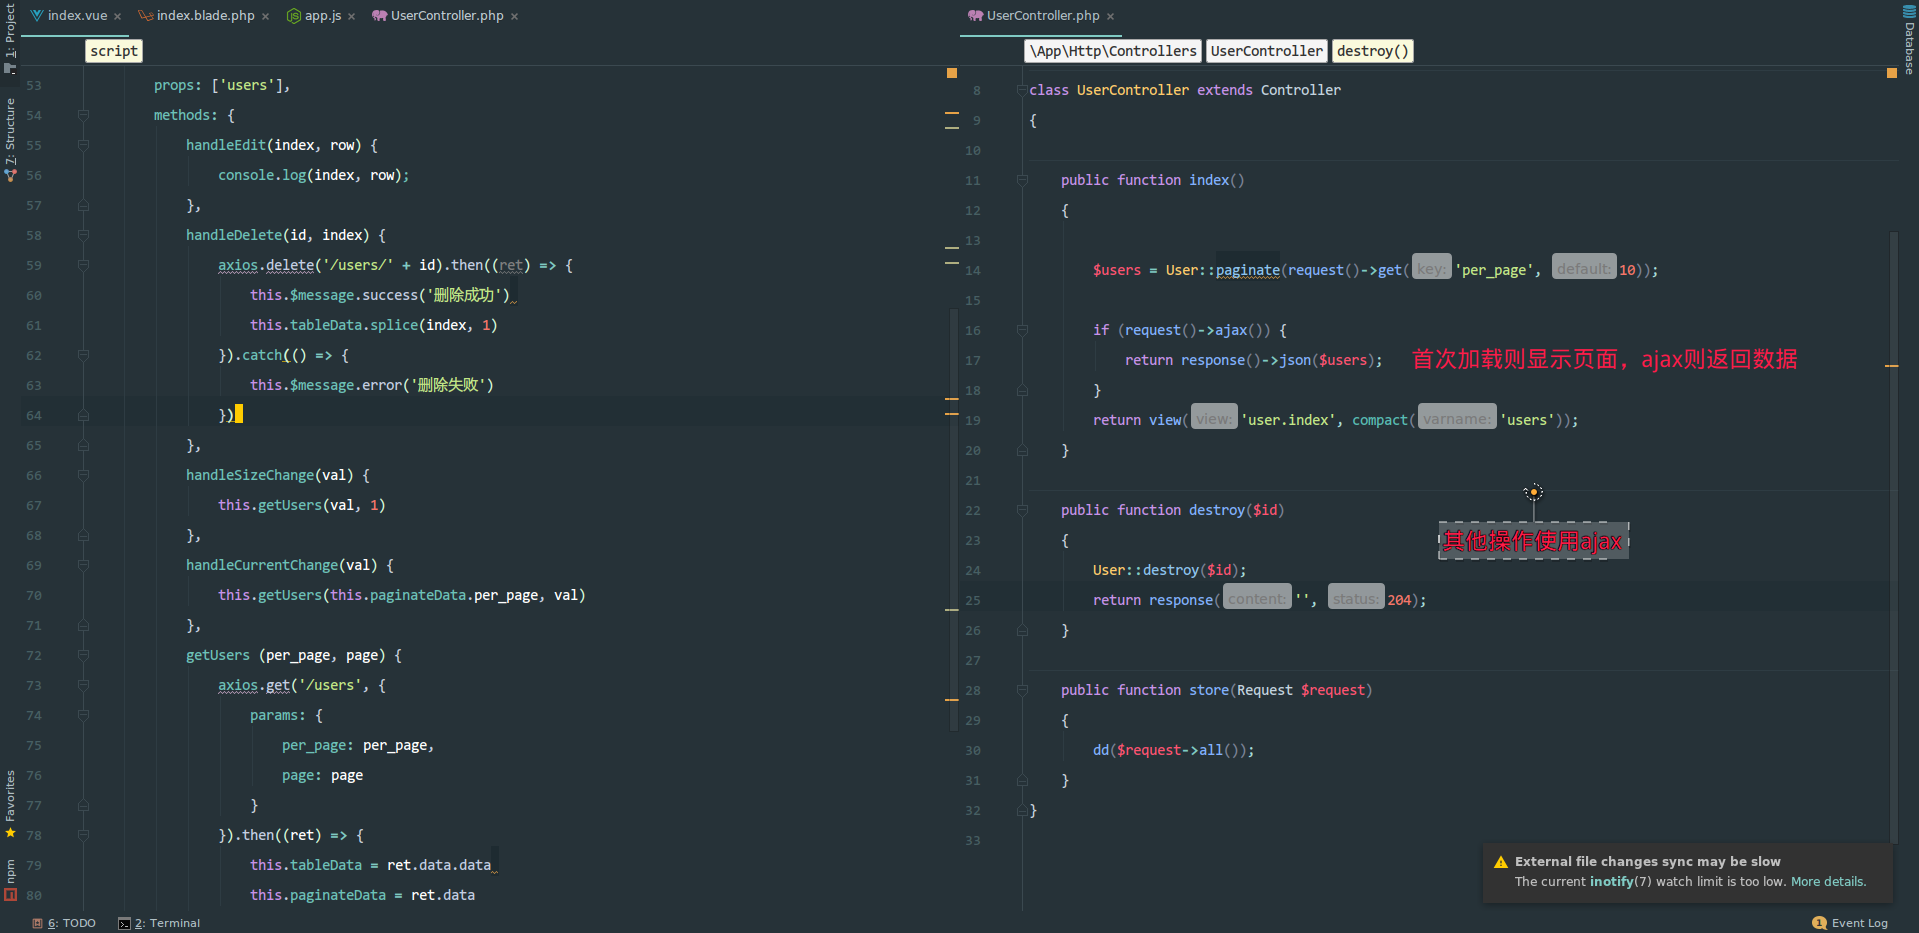 index.vue
index.blade.php
app.js
UserController.php
script
1: Project
7: Structure
Favorites
npm
53 props: ['users'],
54 methods: {
55 handleEdit(index, row) {
56 console.log(index, row);
57 },
58 handleDelete(id, index) {
59 axios.delete('/users/' + id).then((ret) => {
60 this.$message.success('删除成功')
61 this.tableData.splice(index, 1)
62 }).catch(() => {
63 this.$message.error('删除失败')
64 })
65 },
66 handleSizeChange(val) {
67 this.getUsers(val, 1)
68 },
69 handleCurrentChange(val) {
70 this.getUsers(this.paginateData.per_page, val)
71 },
72 getUsers (per_page, page) {
73 axios.get('/users', {
74 params: {
75 per_page: per_page,
76 page: page
77 }
78 }).then((ret) => {
79 this.tableData = ret.data.data
80 this.paginateData = ret.data
UserController.php
\App\Http\Controllers
UserController
destroy()
Database
8 class UserController extends Controller
9 {
10
11 public function index()
12 {
13
14 $users = User::paginate(request()->get( key: 'per_page', default: 10));
15
16 if (request()->ajax()) {
17 return response()->json($users); 首次加载则显示页面，ajax则返回数据
18 }
19 return view( view: 'user.index', compact( varname: 'users'));
20 }
21
22 public function destroy($id)
23 {
其他操作使用ajax
24 User::destroy($id);
25 return response( content: '', status: 204);
26 }
27
28 public function store(Request $request)
29 {
30 dd($request->all());
31 }
32 }
33
External file changes sync may be slow
The current inotify(7) watch limit is too low. More details.
6: TODO
2: Terminal
1 Event Log